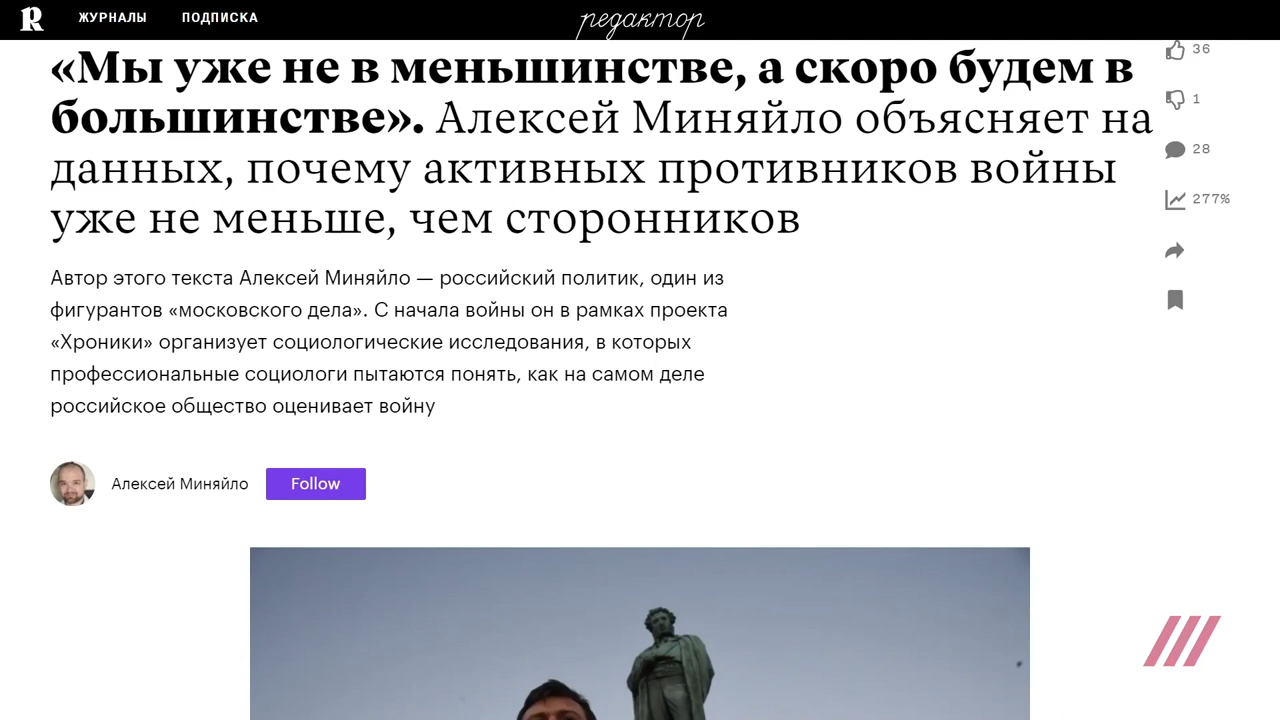 R ЖУРНАЛЫ ПОДПИСКА редактор
«Мы уже не в меньшинстве, а скоро будем в
большинстве». Алексей Миняйло объясняет на
данных, почему активных противников войны
уже не меньше, чем сторонников
Автор этого текста Алексей Миняйло — российский политик, один из
фигурантов «московского дела». С начала войны он в рамках проекта
«Хроники» организует социологические исследования, в которых
профессиональные социологи пытаются понять, как на самом деле
российское общество оценивает войну
Алексей Миняйло Follow
36
1
28
277%